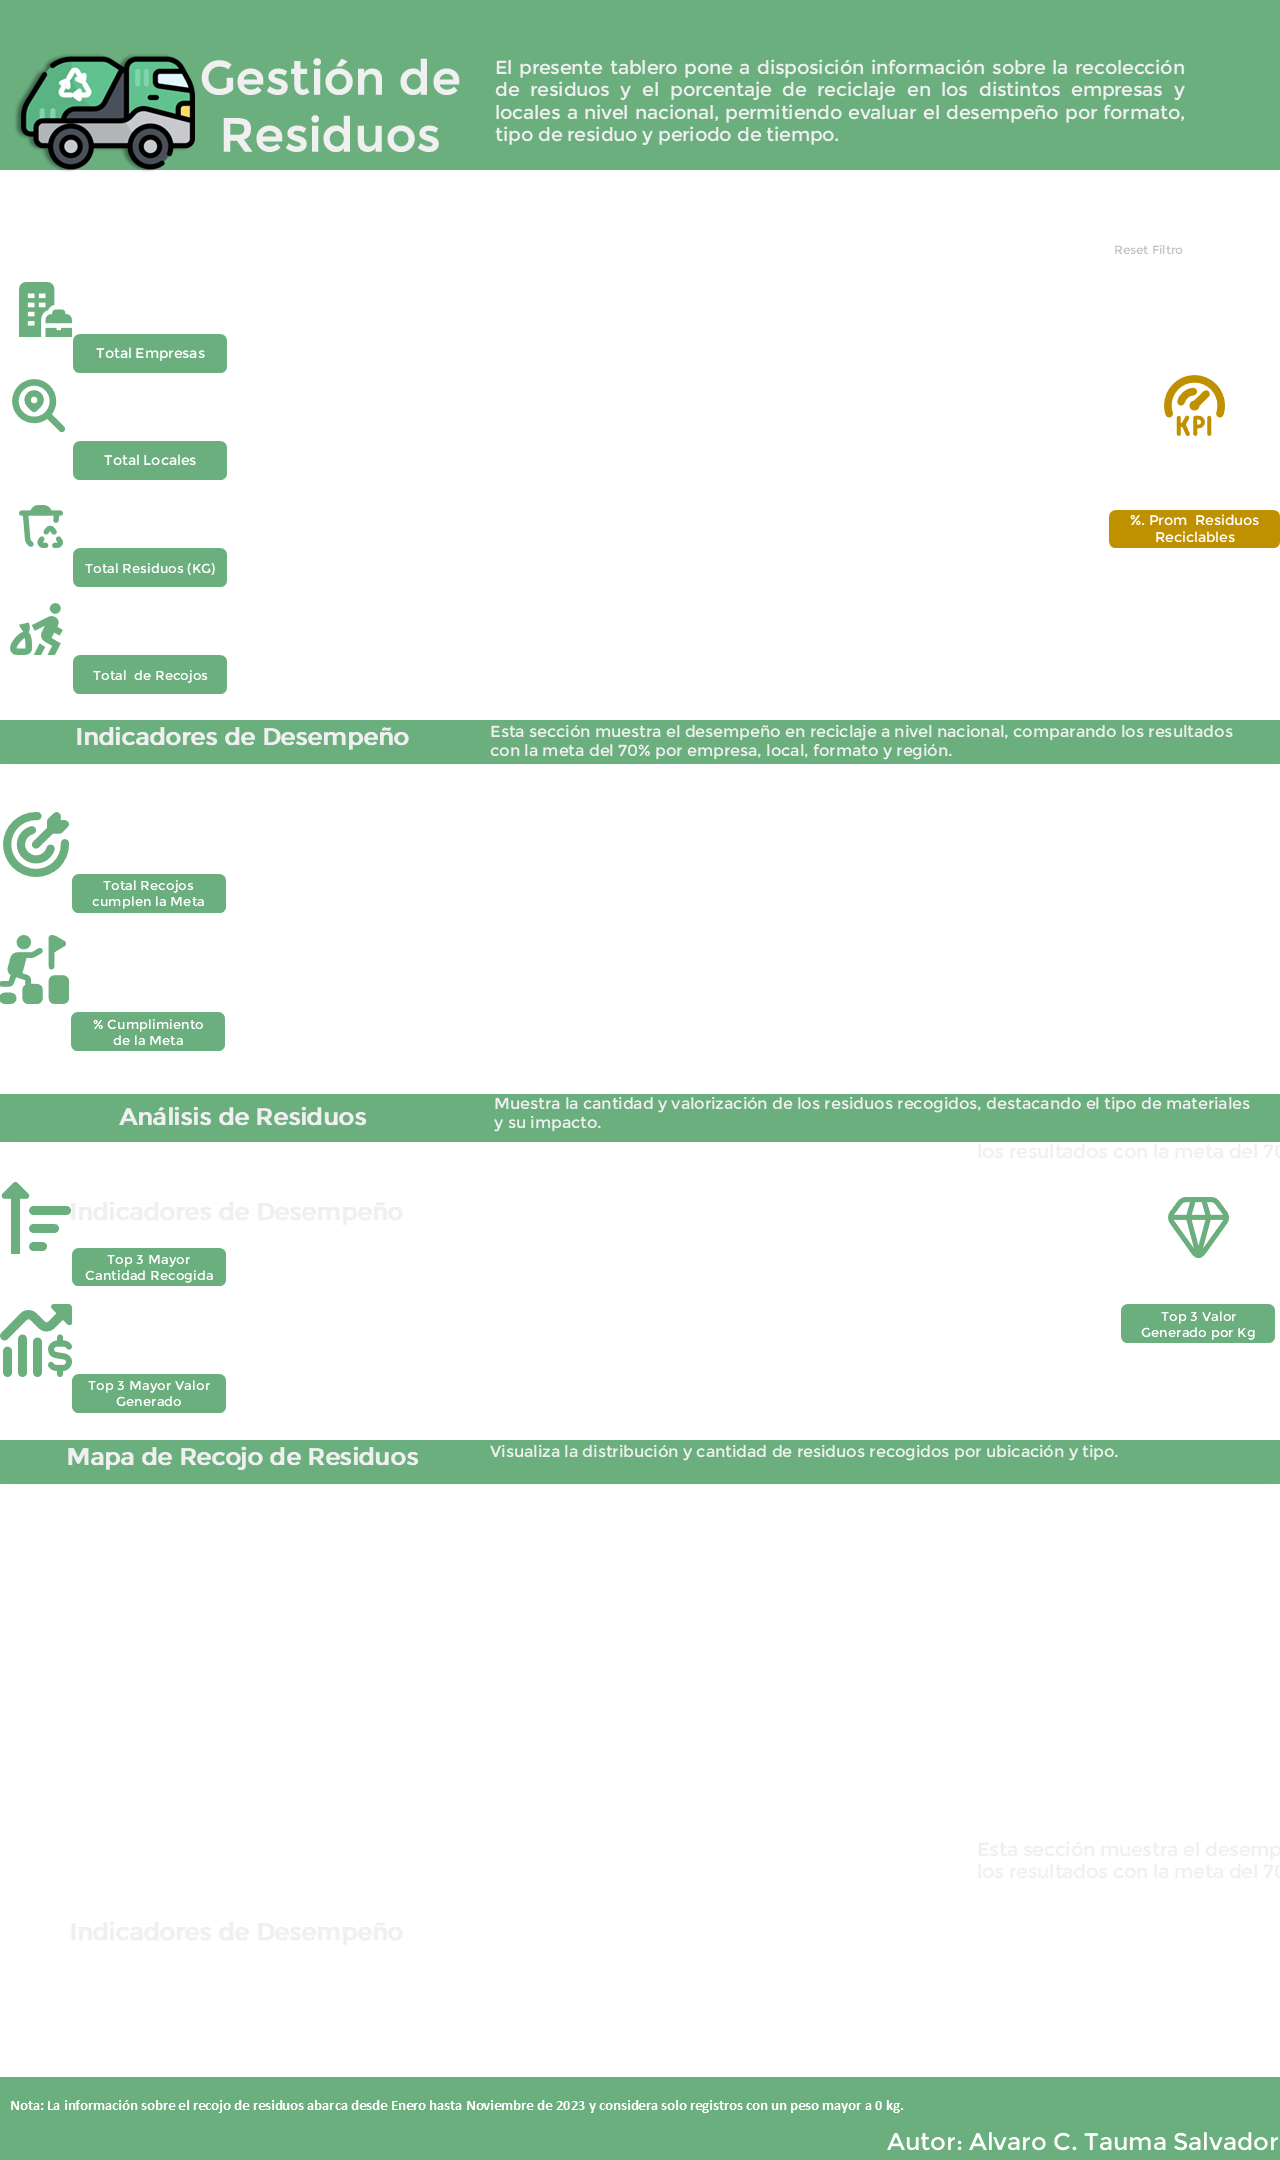 Gestión de
Residuos
El presente tablero pone a disposición información sobre la recolección
de residuos y el porcentaje de reciclaje en los distintos empresas y
locales a nivel nacional, permitiendo evaluar el desempeño por formato,
tipo de residuo y periodo de tiempo.
Reset Filtro
Total Empresas
Total Locales
KPI
%. Prom Residuos
Reciclables
Total Residuos (KG)
Total de Recojos
Indicadores de Desempeño
Esta sección muestra el desempeño en reciclaje a nivel nacional, comparando los resultados
con la meta del 70% por empresa, local, formato y región.
Total Recojos
cumplen la Meta
% Cumplimiento
de la Meta
Análisis de Residuos
Muestra la cantidad y valorización de los residuos recogidos, destacando el tipo de materiales
y su impacto.
los resultados con la meta del 70
Indicadores de Desempeño
Top 3 Mayor
Cantidad Recogida
Top 3 Valor
Generado por Kg
Top 3 Mayor Valor
Generado
Mapa de Recojo de Residuos
Visualiza la distribución y cantidad de residuos recogidos por ubicación y tipo.
Esta sección muestra el desemp
los resultados con la meta del 70
Indicadores de Desempeño
Nota: La información sobre el recojo de residuos abarca desde Enero hasta Noviembre de 2023 y considera solo registros con un peso mayor a 0 kg.
Autor: Alvaro C. Tauma Salvador